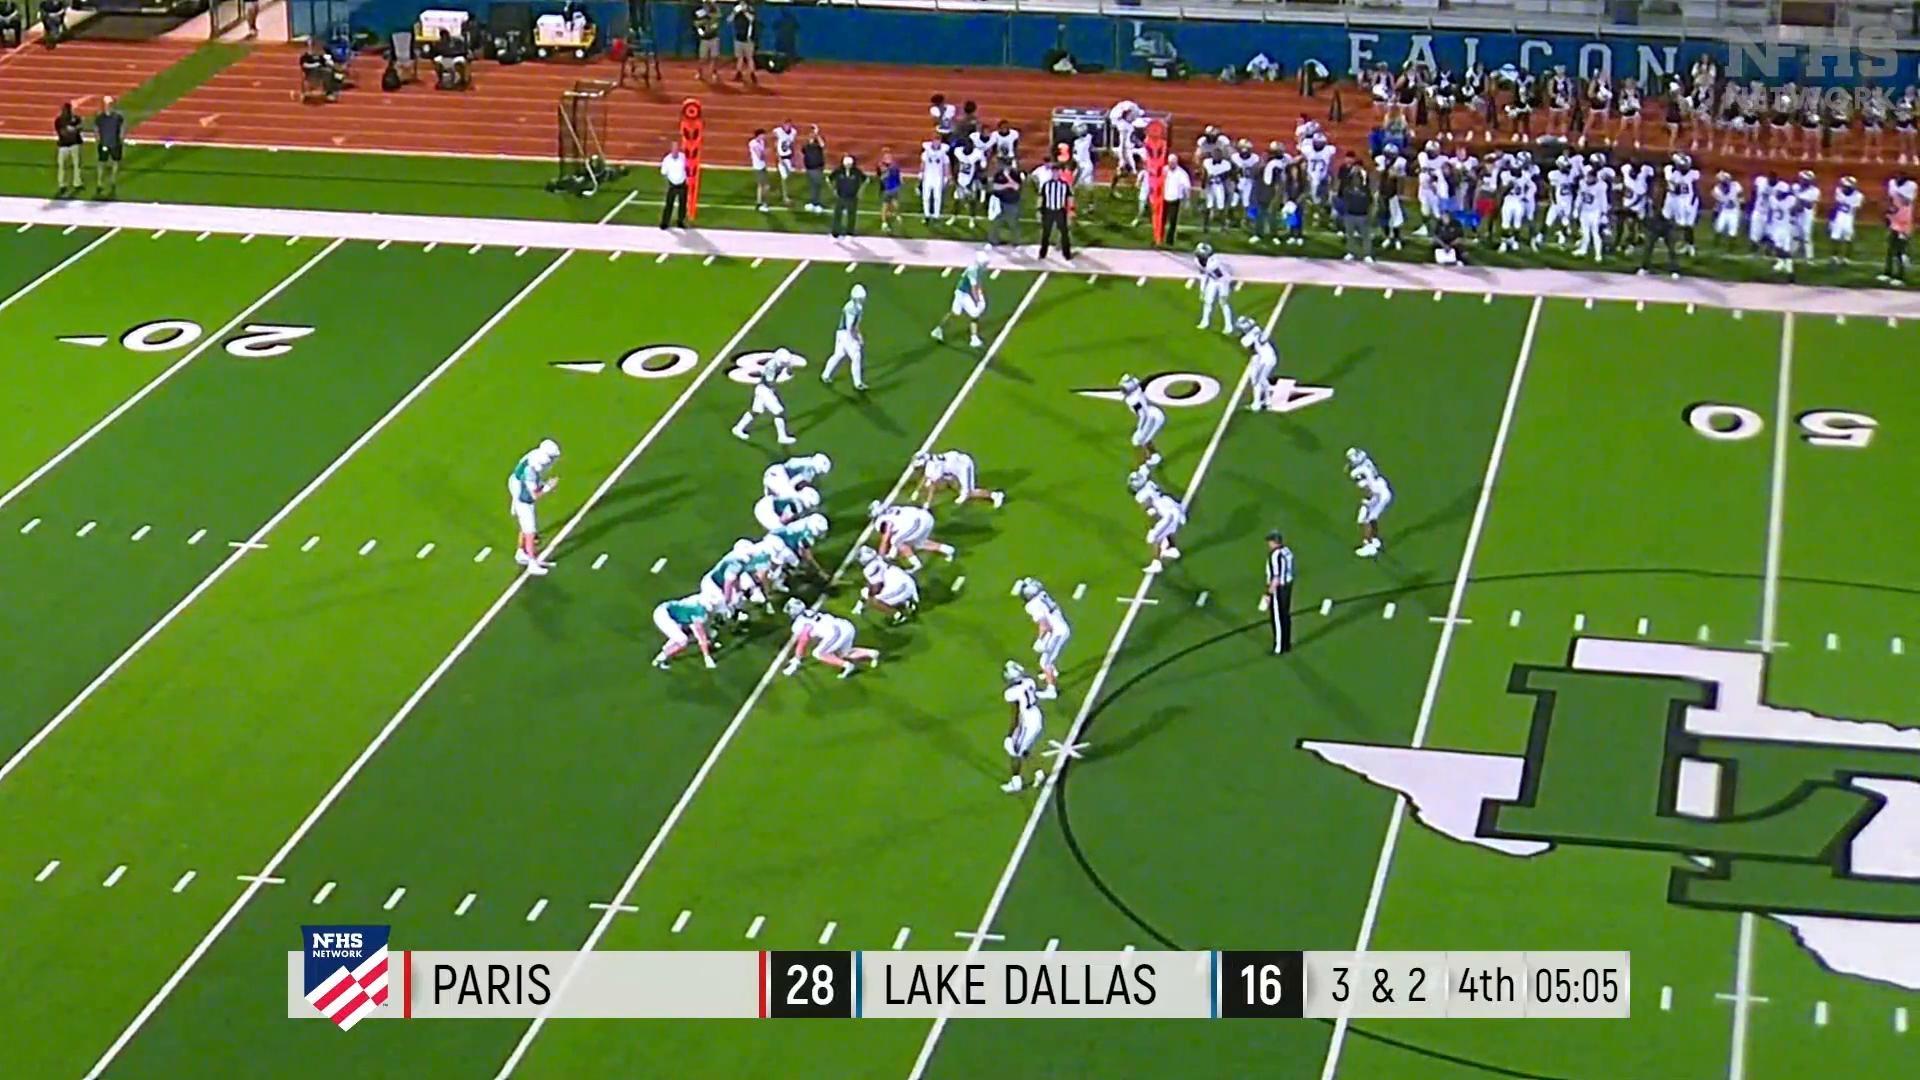 FALCON
NFHS
NETWORK
20
30
40
50
L
NFHS
NETWORK
PARIS 28 LAKE DALLAS 16 3 & 2 4th 05:05